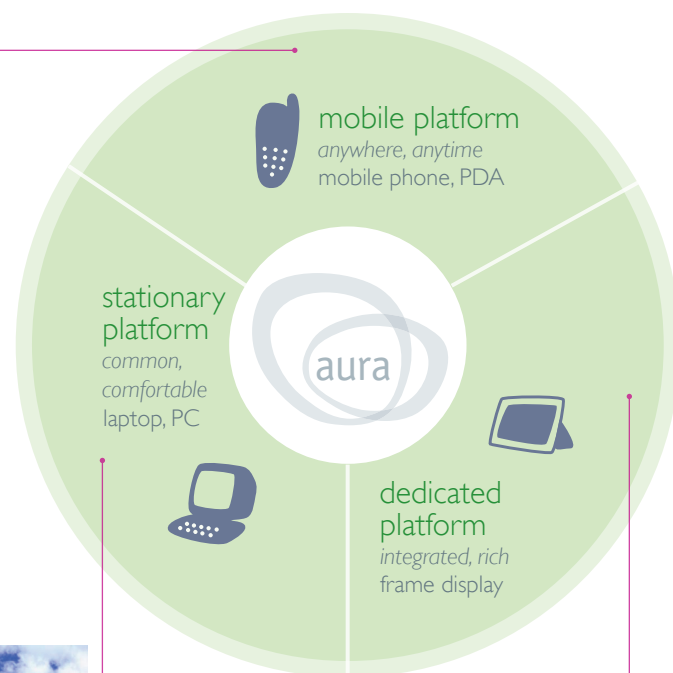 mobile platform
anywhere, anytime
mobile phone, PDA
stationary
platform
common,
comfortable
laptop, PC
aura
dedicated
platform
integrated, rich
frame display